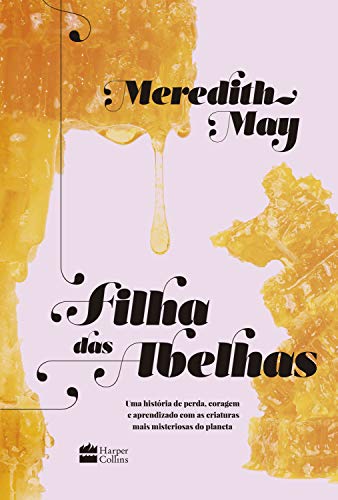 Meredith
May
Filha
das Abelhas
Uma história de perda, coragem
e aprendizado com as criaturas
mais misteriosas do planeta
Harper
Collins